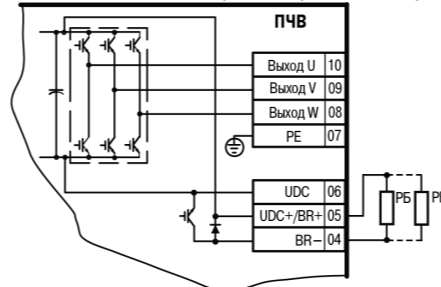 ПЧВ
Выход U 10
Выход V 09
Выход W 08
PE 07
UDC 06
UDC+/BR+ 05
BR– 04
РБ